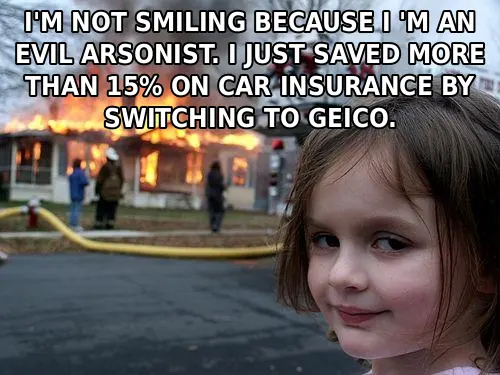 I'M NOT SMILING BECAUSE I 'M AN
EVIL ARSONIST. I JUST SAVED MORE
THAN 15% ON CAR INSURANCE BY
SWITCHING TO GEICO.